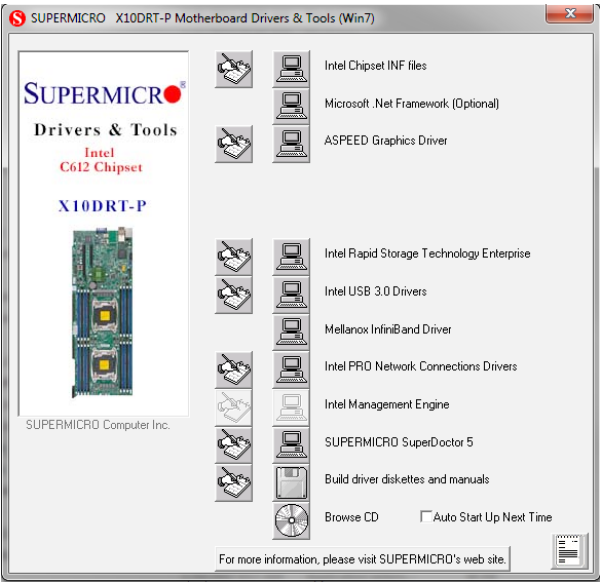 SUPERMICRO X10DRT-P Motherboard Drivers & Tools (Win7)
SUPERMICRO
Drivers & Tools
Intel
C612 Chipset
X10DRT-P
SUPERMICRO Computer Inc.
Intel Chipset INF files
Microsoft .Net Framework (Optional)
ASPEED Graphics Driver
Intel Rapid Storage Technology Enterprise
Intel USB 3.0 Drivers
Mellanox InfiniBand Driver
Intel PRO Network Connections Drivers
Intel Management Engine
SUPERMICRO SuperDoctor 5
Build driver diskettes and manuals
Browse CD Auto Start Up Next Time
For more information, please visit SUPERMICRO's web site.